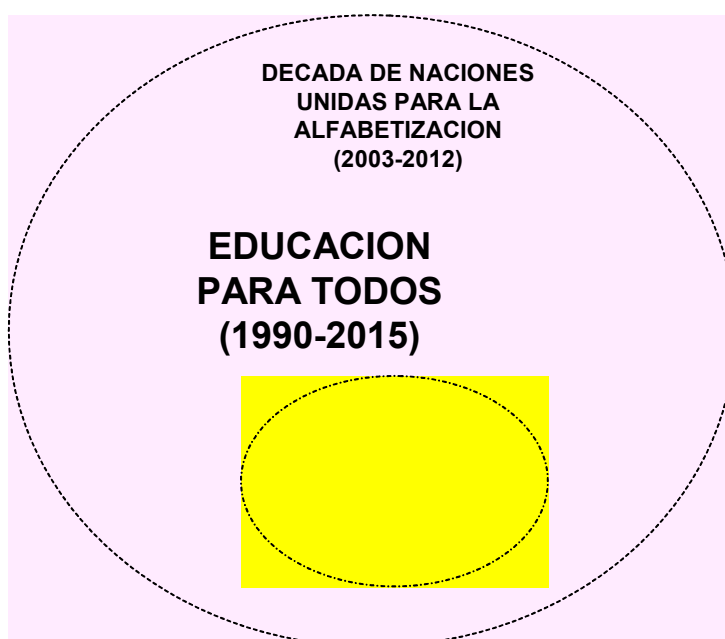 DECADA DE NACIONES
UNIDAS PARA LA
ALFABETIZACION
(2003-2012)
EDUCACION
PARA TODOS
(1990-2015)